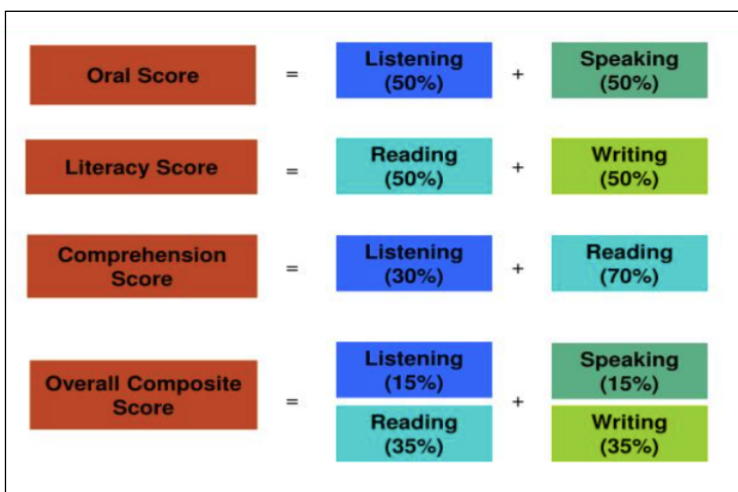 Oral Score = Listening (50%) + Speaking (50%)
Literacy Score = Reading (50%) + Writing (50%)
Comprehension Score = Listening (30%) + Reading (70%)
Overall Composite Score = Listening (15%) Reading (35%) + Speaking (15%) Writing (35%)